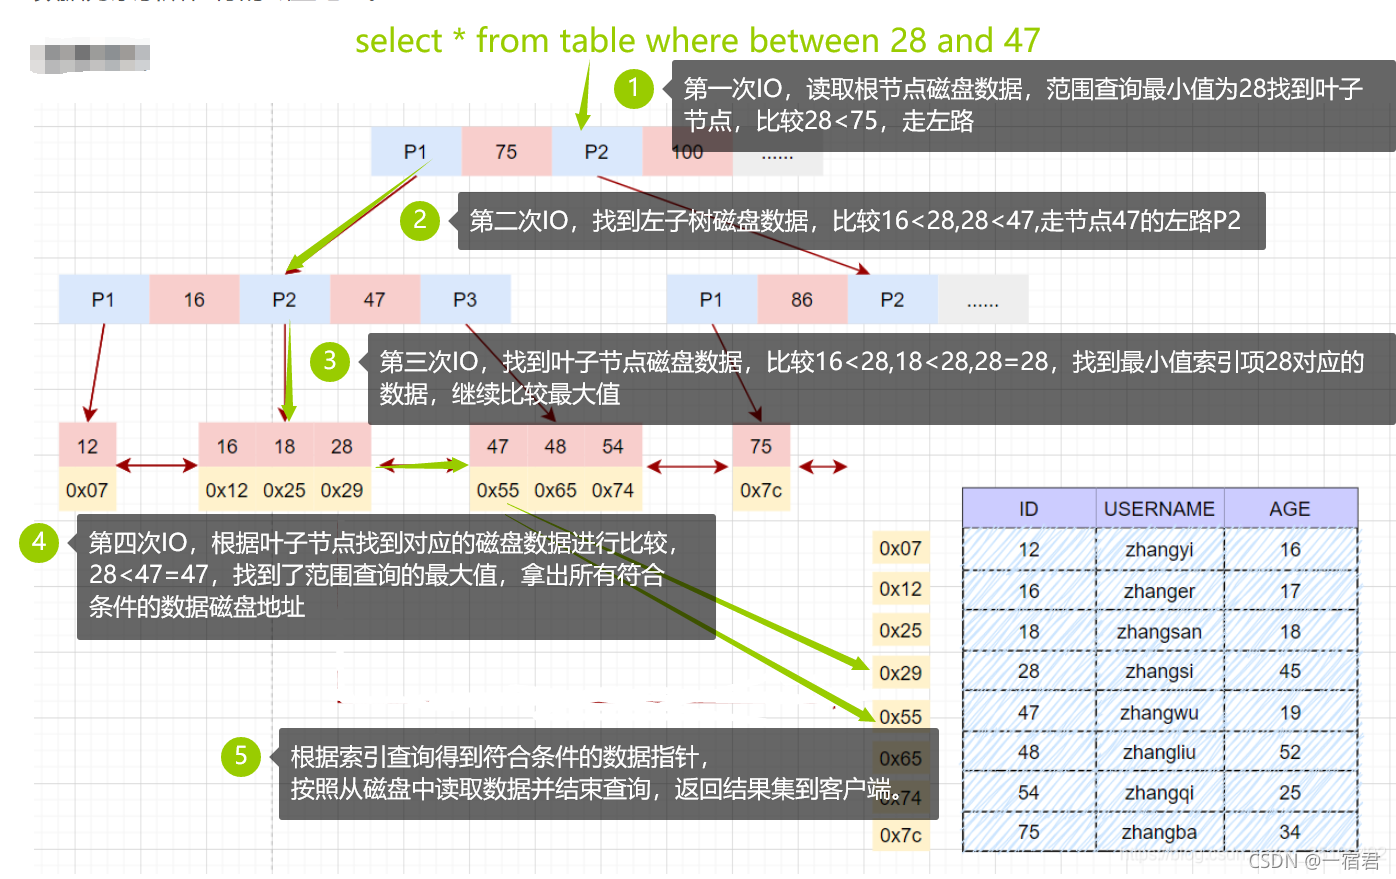 select * from table where between 28 and 47
1 第一次IO，读取根节点磁盘数据，范围查询最小值为28找到叶子
节点，比较28<75，走左路
P1 75 P2 100 ......
2 第二次IO，找到左子树磁盘数据，比较16<28,28<47,走节点47的左路P2
P1 16 P2 47 P3
P1 86 P2 ......
3 第三次IO，找到叶子节点磁盘数据，比较16<28,18<28,28=28，找到最小值索引项28对应的
数据，继续比较最大值
12 16 18 28 47 48 54 75
0x07 0x12 0x25 0x29 0x55 0x65 0x74 0x7c
4 第四次IO，根据叶子节点找到对应的磁盘数据进行比较，
28<47=47，找到了范围查询的最大值，拿出所有符合
条件的数据磁盘地址
ID USERNAME AGE
0x07 12 zhangyi 16
0x12 16 zhanger 17
0x25 18 zhangsan 18
0x29 28 zhangsi 45
0x55 47 zhangwu 19
0x65 48 zhangliu 52
0x74 54 zhangqi 25
0x7c 75 zhangba 34
5 根据索引查询得到符合条件的数据指针，
按照从磁盘中读取数据并结束查询，返回结果集到客户端。
CSDN @一宿君